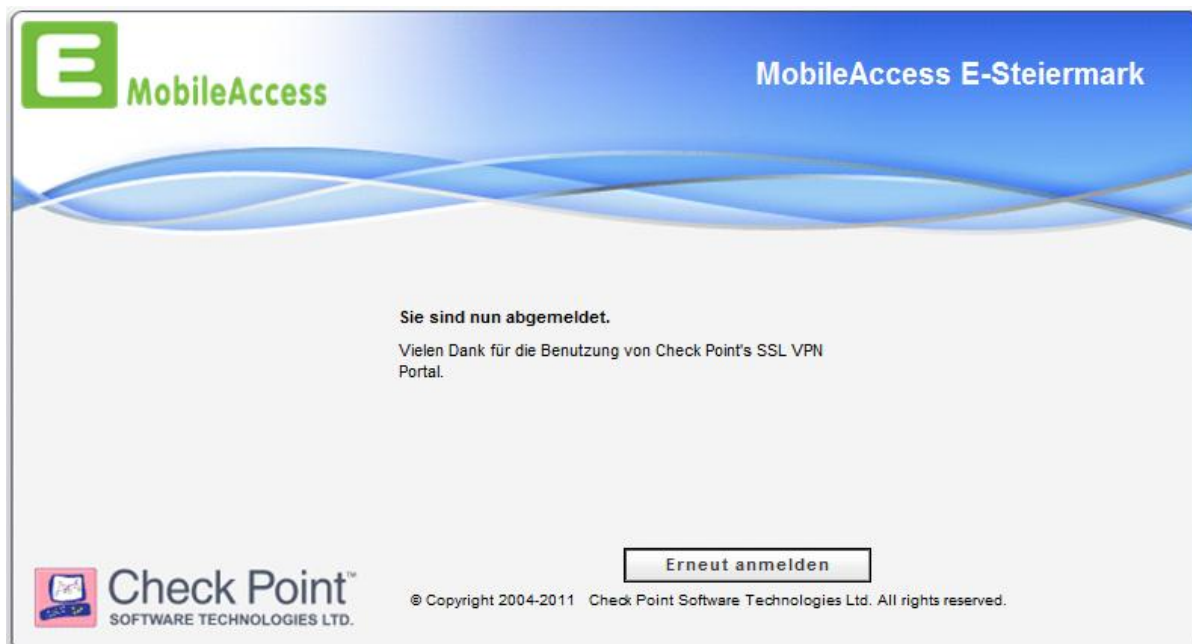 E
MobileAccess
MobileAccess E-Steiermark
Sie sind nun abgemeldet.
Vielen Dank für die Benutzung von Check Point's SSL VPN
Portal.
Erneut anmelden
Check Point™
SOFTWARE TECHNOLOGIES LTD.
© Copyright 2004-2011 Check Point Software Technologies Ltd. All rights reserved.